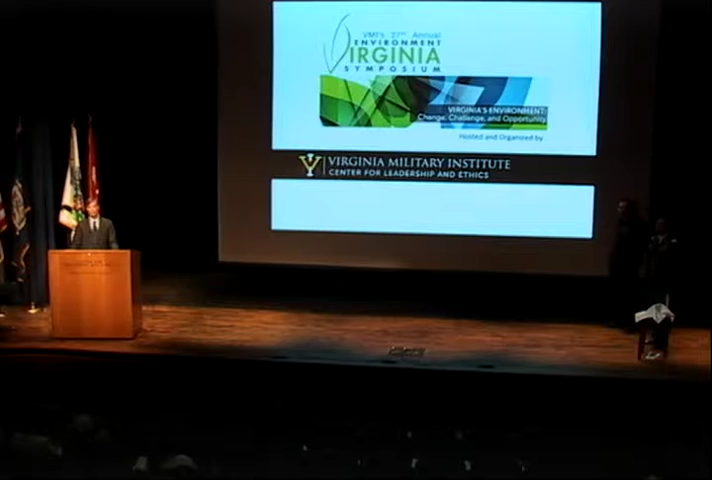 VMI's 27th Annual
ENVIRONMENT
VIRGINIA
SYMPOSIUM
VIRGINIA'S ENVIRONMENT:
Change, Challenge, and Opportunity
Hosted and Organized by
VIRGINIA MILITARY INSTITUTE
CENTER FOR LEADERSHIP AND ETHICS